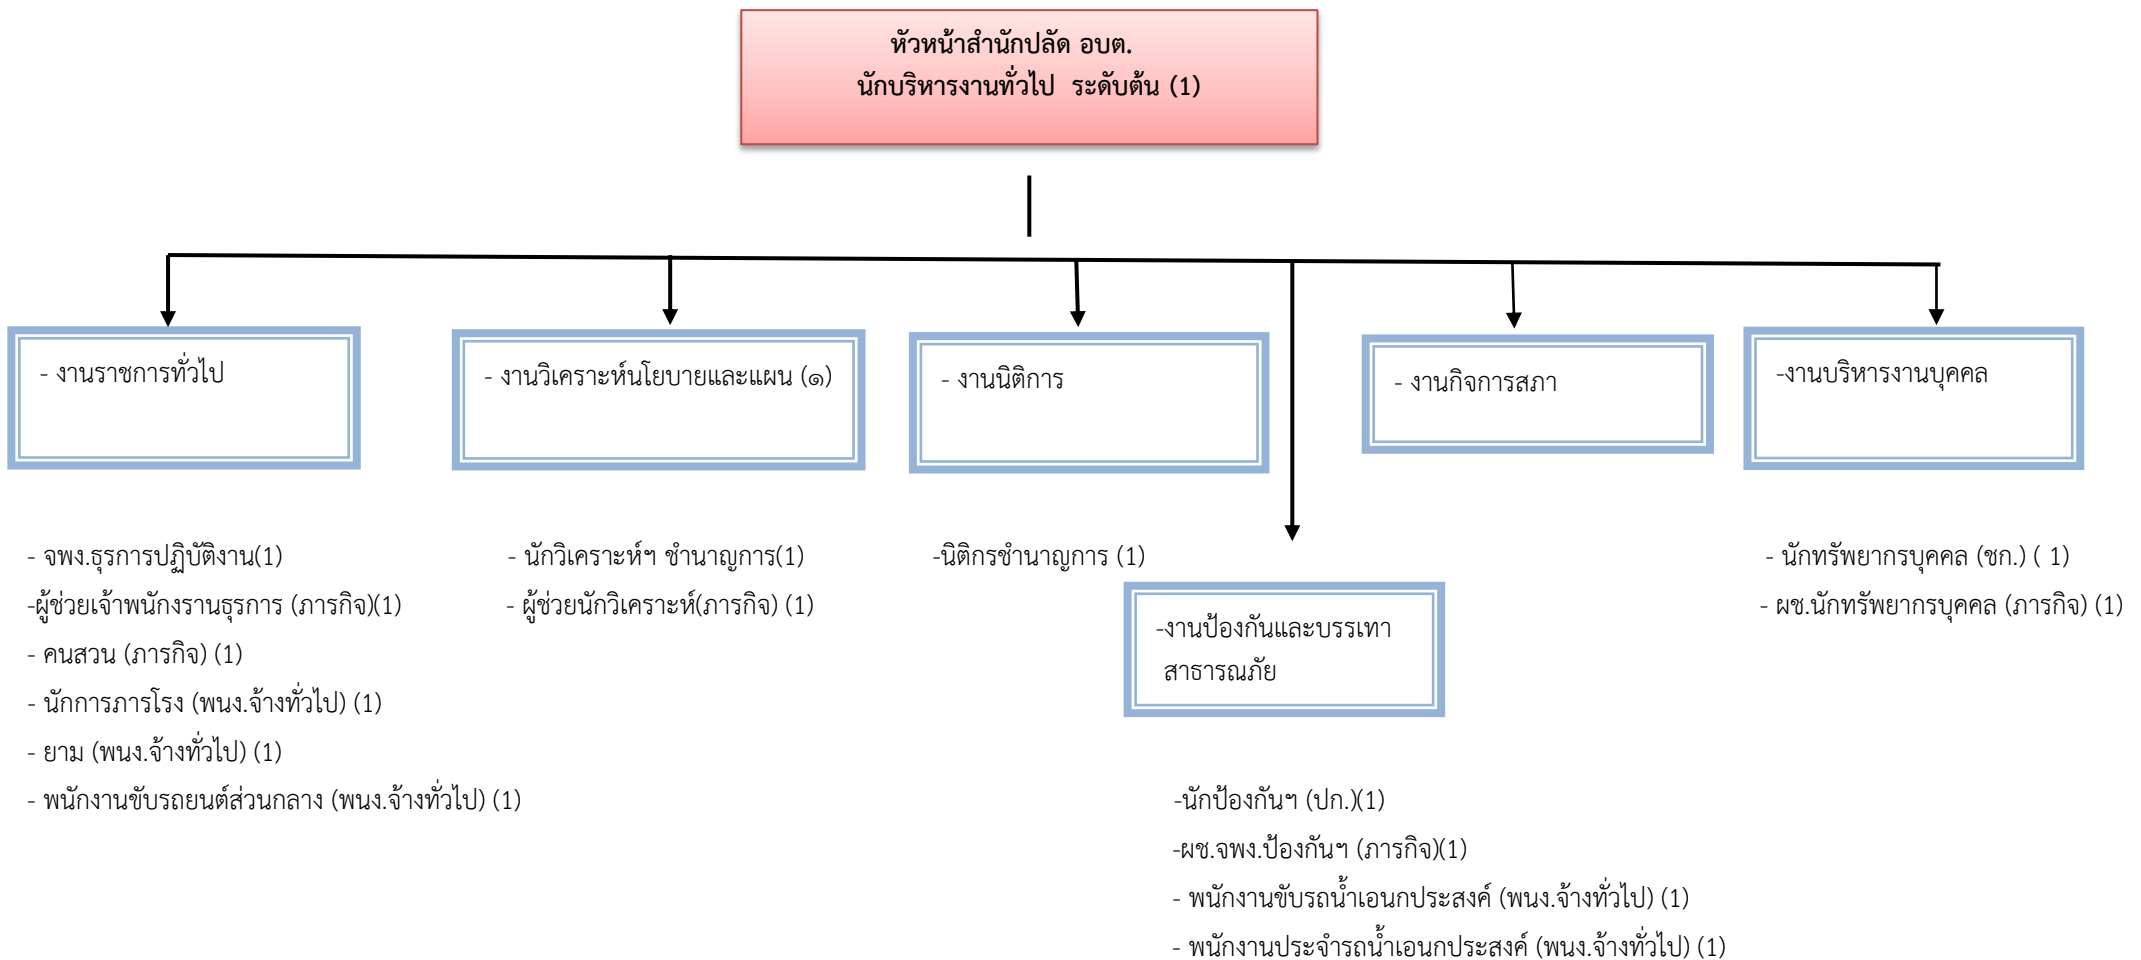 หัวหน้าสำนักปลัด อบต.
นักบริหารงานทั่วไป ระดับต้น (1)
- งานราชการทั่วไป
- งานวิเคราะห์นโยบายและแผน (๑)
- งานนิติการ
- งานกิจการสภา
-งานบริหารงานบุคคล
- จพง.ธุรการปฏิบัติงาน(1)
-ผู้ช่วยเจ้าพนักงรานธุรการ (ภารกิจ)(1)
- คนสวน (ภารกิจ) (1)
- นักการภารโรง (พนง.จ้างทั่วไป) (1)
- ยาม (พนง.จ้างทั่วไป) (1)
- พนักงานขับรถยนต์ส่วนกลาง (พนง.จ้างทั่วไป) (1)
- นักวิเคราะห์ฯ ชำนาญการ(1)
- ผู้ช่วยนักวิเคราะห์(ภารกิจ) (1)
-นิติกรชำนาญการ (1)
-งานป้องกันและบรรเทา
สาธารณภัย
-นักป้องกันฯ (ปก.)(1)
-ผช.จพง.ป้องกันฯ (ภารกิจ)(1)
- พนักงานขับรถน้ำเอนกประสงค์ (พนง.จ้างทั่วไป) (1)
- พนักงานประจำรถน้ำเอนกประสงค์ (พนง.จ้างทั่วไป) (1)
- นักทรัพยากรบุคคล (ชก.) ( 1)
- ผช.นักทรัพยากรบุคคล (ภารกิจ) (1)